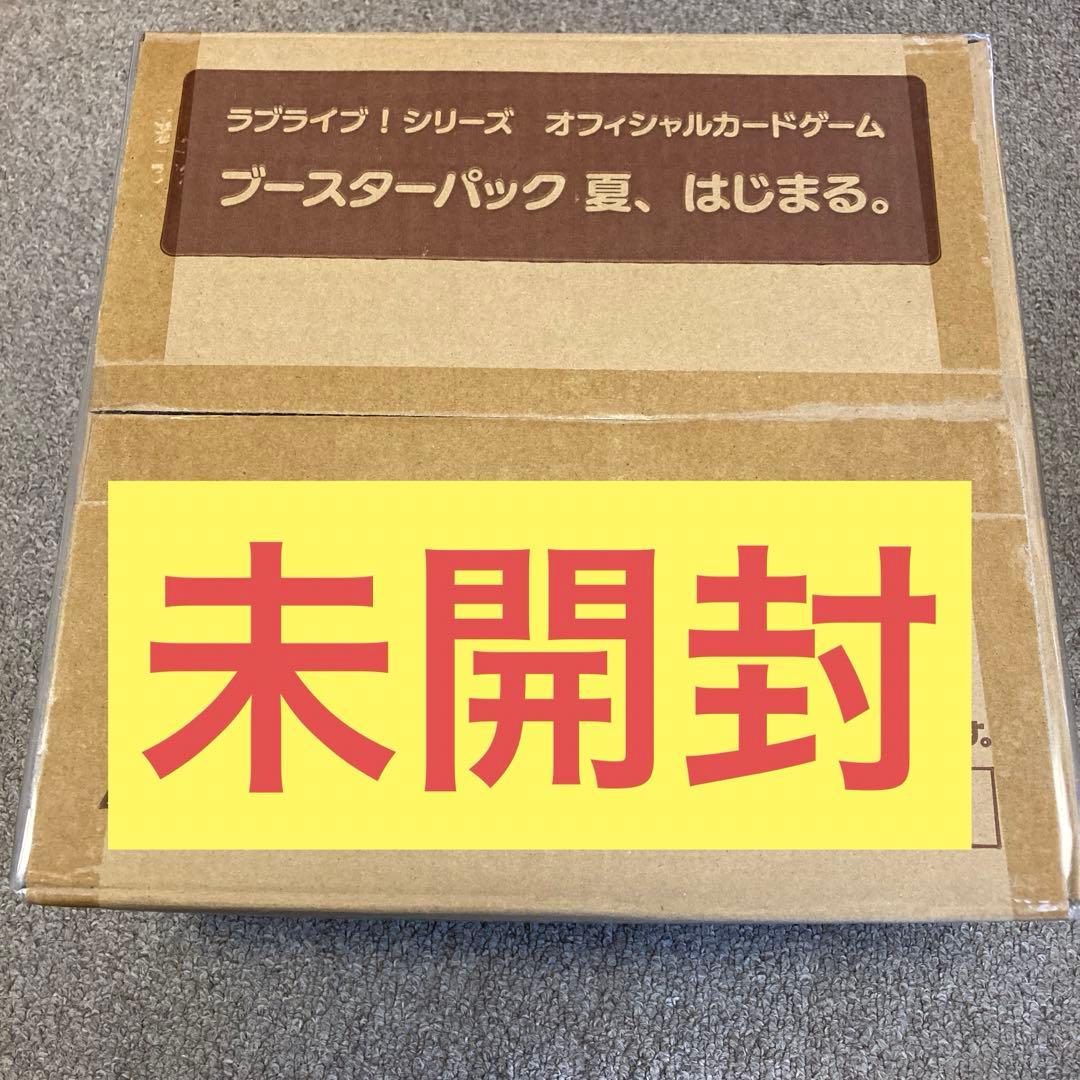 ラブライブ！シリーズ　オフィシャルカードゲーム
ブースターパック 夏、はじまる。
未開封
す。